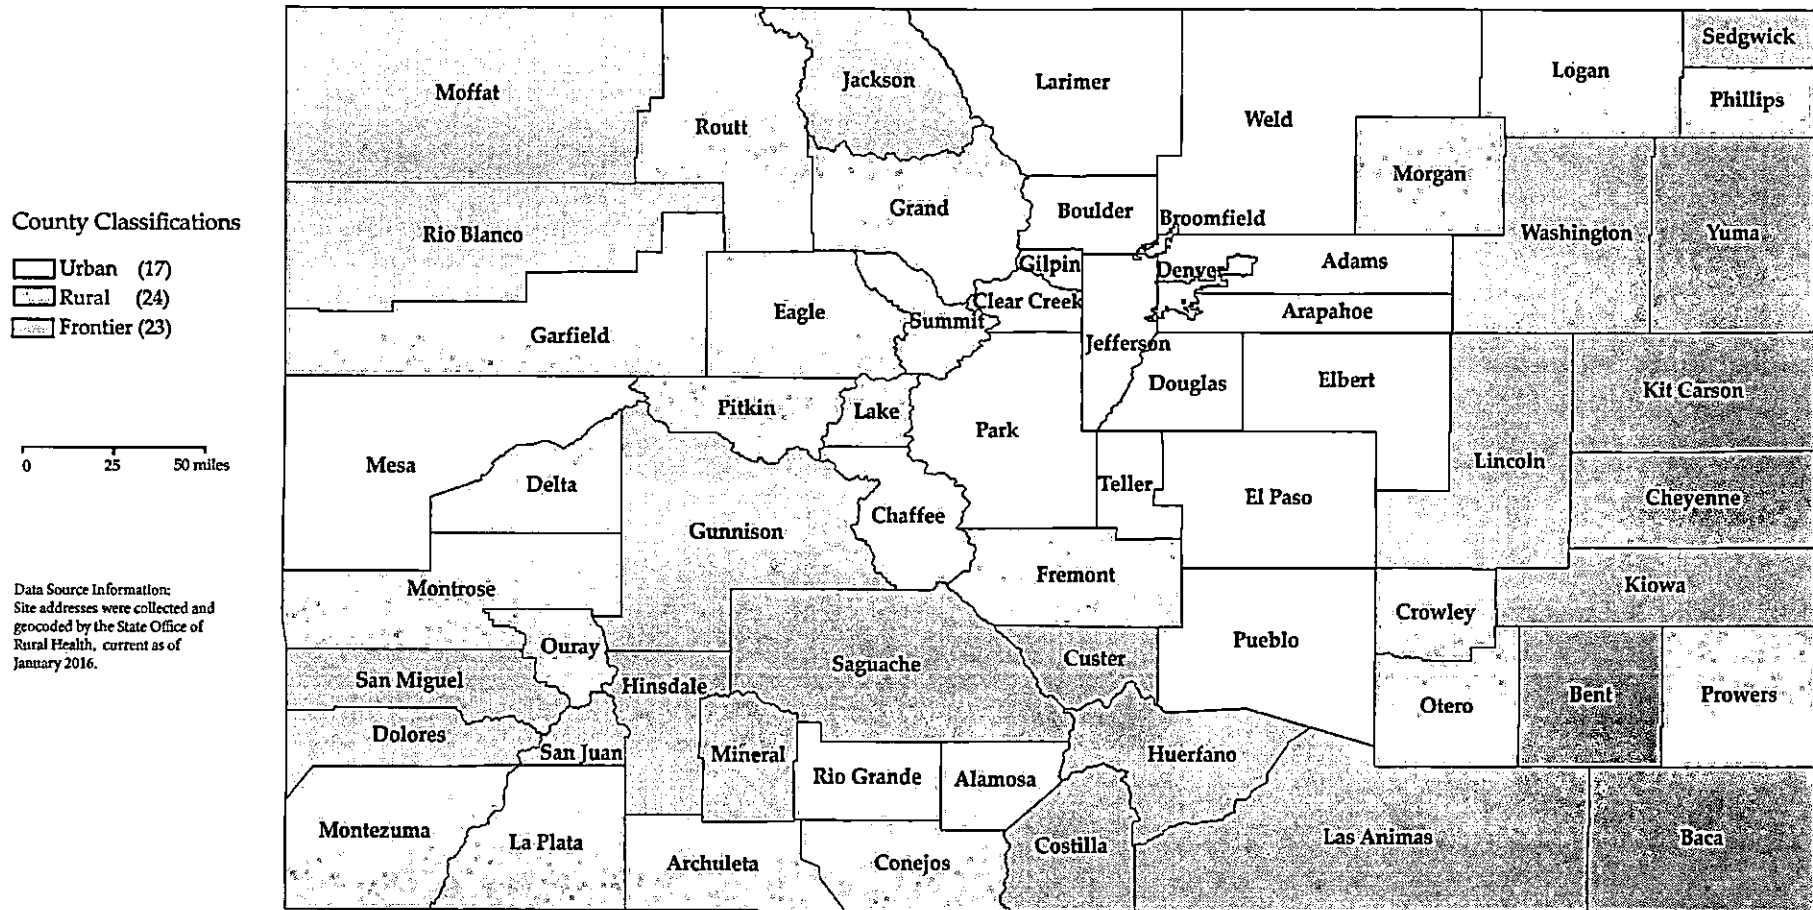 County Classifications
Urban (17)
Rural (24)
Frontier (23)
0 25 50 miles
Data Source Information:
Site addresses were collected and
geocoded by the State Office of
Rural Health, current as of
January 2016.
Moffat
Routt
Jackson
Larimer
Weld
Logan
Sedgwick
Phillips
Morgan
Rio Blanco
Grand
Boulder
Broomfield
Washington
Yuma
Garfield
Eagle
Summit
Gilpin
Clear Creek
Jefferson
Denver
Adams
Arapahoe
Pitkin
Lake
Park
Douglas
Elbert
Lincoln
Kit Carson
Mesa
Delta
Gunnison
Chaffee
Teller
El Paso
Cheyenne
Montrose
Ouray
Fremont
Crowley
Kiowa
San Miguel
Hinsdale
Saguache
Custer
Pueblo
Otero
Bent
Prowers
Dolores
San Juan
Mineral
Rio Grande
Alamosa
Huerfano
Montezuma
La Plata
Archuleta
Conejos
Costilla
Las Animas
Baca